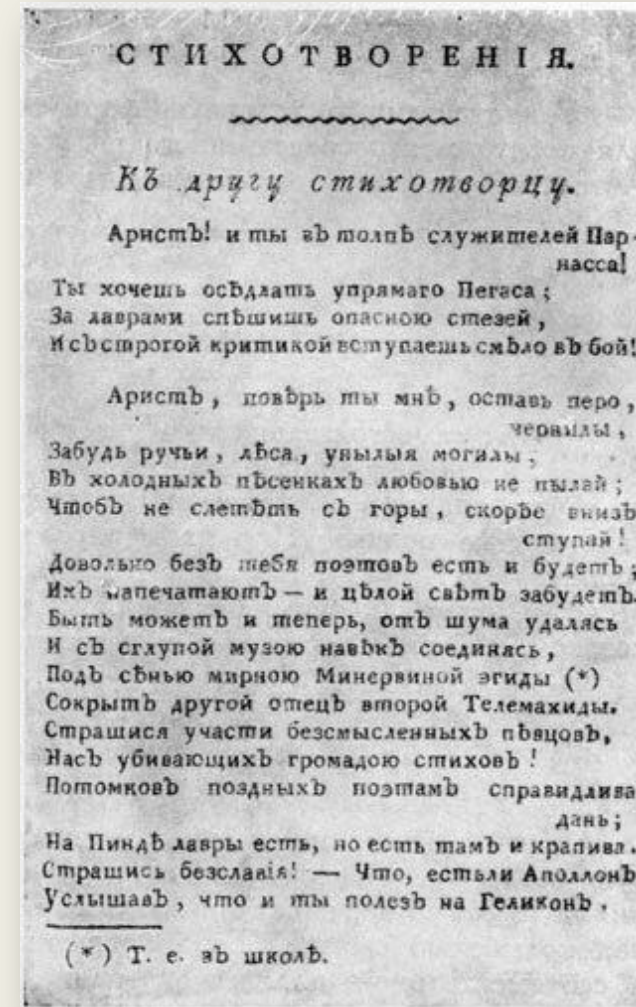 СТИХОТВОРЕНІЯ.
Къ другу стихотворцу.
Аристъ! и ты въ толпѣ служителей Пар-
насса!
Ты хочешь осѣдлать упрямаго Пегаса;
За лаврами спѣшишь опасною стезей,
И съ строгой критикой вступаешь смѣло въ бой!
Аристъ, повѣрь ты мнѣ, оставь перо,
чернилы,
Забудь ручьи, лѣса, унылыя могилы,
Въ холодныхъ пѣсенкахъ любовью не пылай;
Чтобъ не слетѣть съ горы, скорѣе внизъ
ступай!
Довольно безъ тебя поэтовъ есть и будетъ;
Ихъ напечатаютъ — и цѣлой свѣтъ забудетъ.
Быть можетъ и теперь, отъ шума удалясь
И съ глупой музою навѣкъ соединясь,
Подъ сѣнью мирною Минервиной эгиды (*)
Сокрытъ другой отецъ второй Телемахиды.
Страшися участи безсмысленныхъ пѣвцовъ,
Насъ убивающихъ громадою стиховъ!
Потомковъ поздныхъ поэтамъ справидлива
дань;
На Пиндѣ лавры есть, но есть тамъ и крапива.
Страшись безславія! — Что, естьли Аполлонъ
Услышавъ, что и ты полезъ на Геликонъ,
(*) Т. е. въ школѣ.